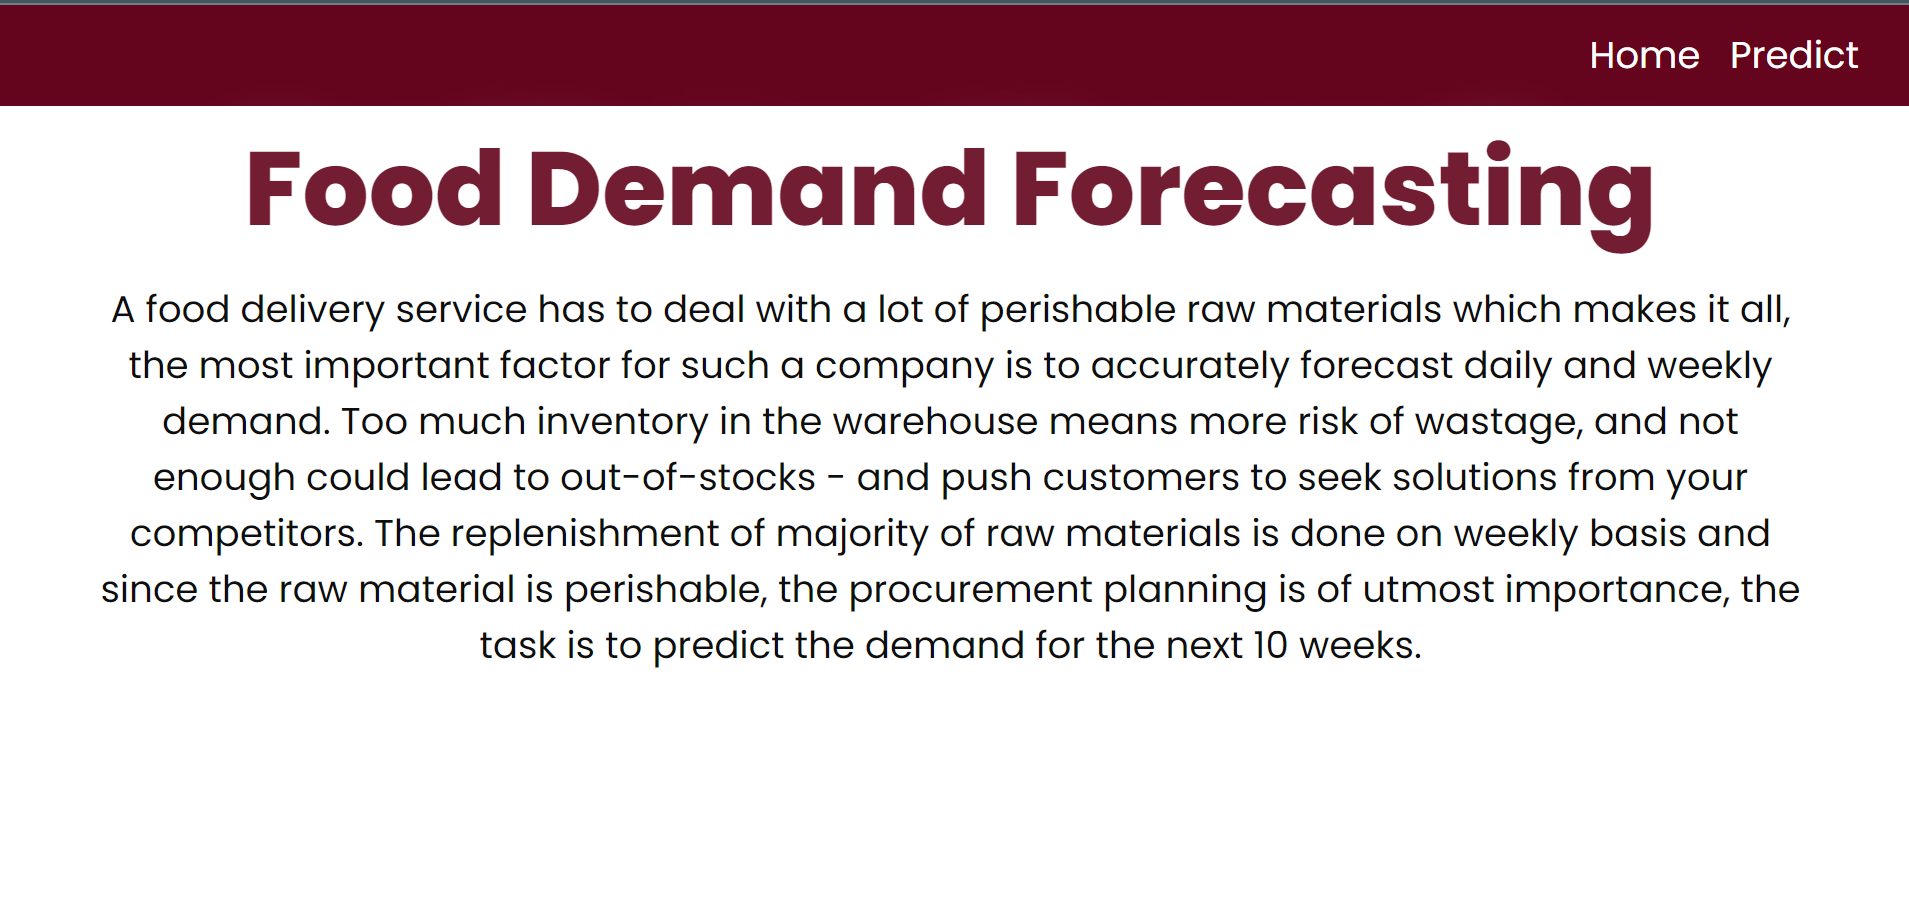 Home Predict
Food Demand Forecasting
A food delivery service has to deal with a lot of perishable raw materials which makes it all,
the most important factor for such a company is to accurately forecast daily and weekly
demand. Too much inventory in the warehouse means more risk of wastage, and not
enough could lead to out-of-stocks - and push customers to seek solutions from your
competitors. The replenishment of majority of raw materials is done on weekly basis and
since the raw material is perishable, the procurement planning is of utmost importance, the
task is to predict the demand for the next 10 weeks.